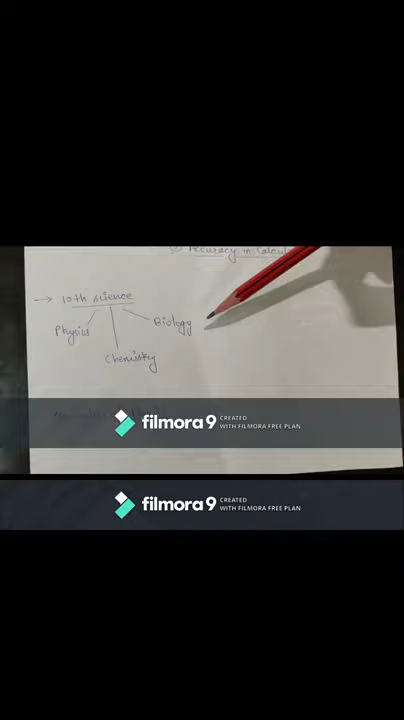 Accuracy in Calcul
→ 10th science
Physics
Biology
Chemistry
filmora 9 CREATED
WITH FILMORA FREE PLAN
filmora 9 CREATED
WITH FILMORA FREE PLAN